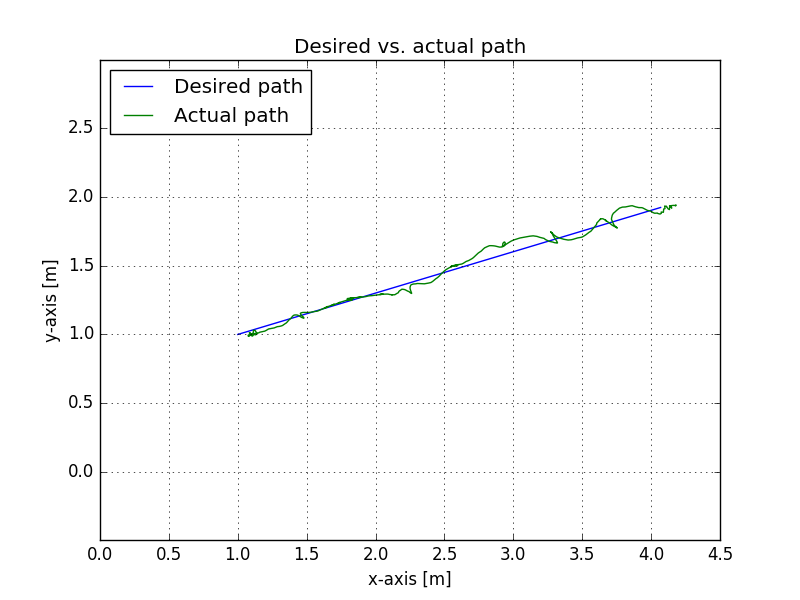 Desired vs. actual path
Desired path
Actual path
2.5
2.0
1.5
1.0
0.5
0.0
y-axis [m]
0.0 0.5 1.0 1.5 2.0 2.5 3.0 3.5 4.0 4.5
x-axis [m]